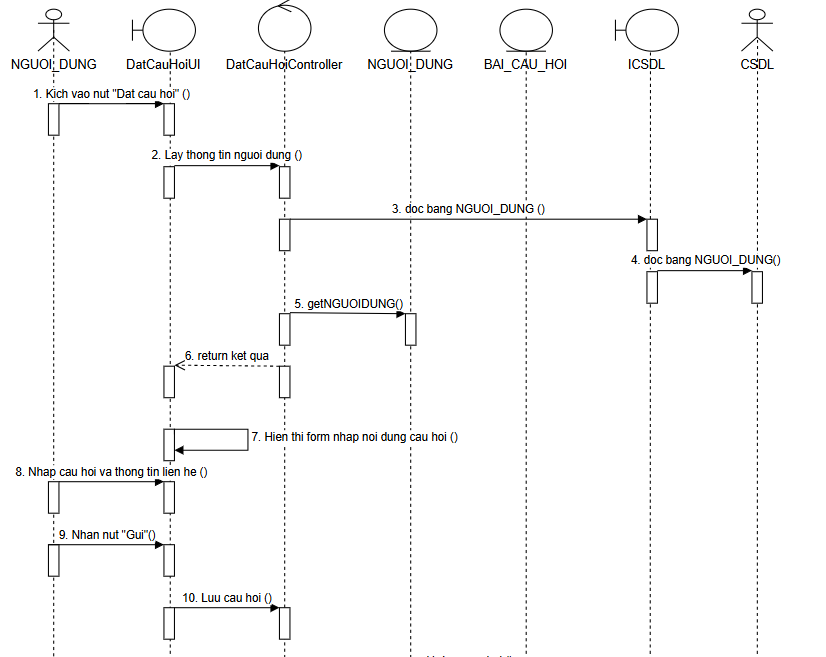 NGUOI_DUNG DatCauHoiUI DatCauHoiController NGUOI_DUNG BAI_CAU_HOI ICSDL CSDL
1. Kich vao nut "Dat cau hoi" ()
2. Lay thong tin nguoi dung ()
3. doc bang NGUOI_DUNG ()
4. doc bang NGUOI_DUNG()
5. getNGUOIDUNG()
6. return ket qua
7. Hien thi form nhap noi dung cau hoi ()
8. Nhap cau hoi va thong tin lien he ()
9. Nhan nut "Gui"()
10. Luu cau hoi ()